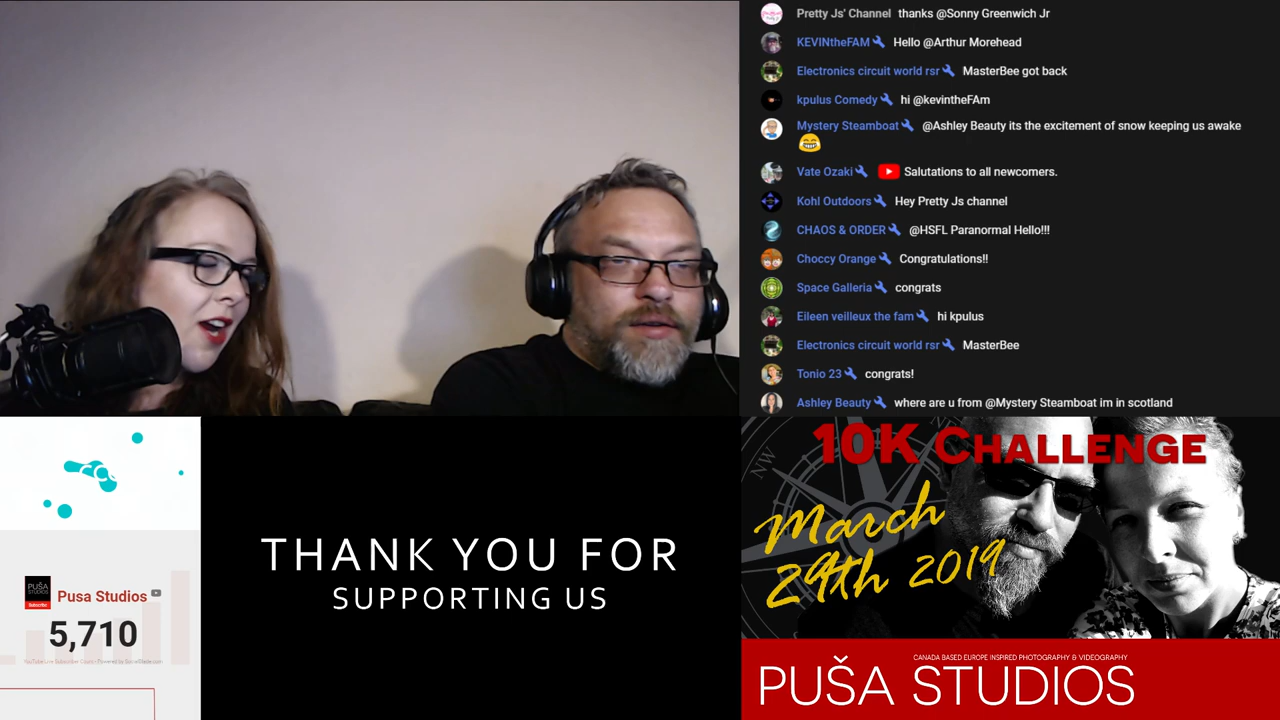 Pretty Js' Channel thanks @Sonny Greenwich Jr
KEVINtheFAM Hello @Arthur Morehead
Electronics circuit world rsr MasterBee got back
kpulus Comedy hi @kevintheFAm
Mystery Steamboat @Ashley Beauty its the excitement of snow keeping us awake
Vate Ozaki Salutations to all newcomers.
Kohl Outdoors Hey Pretty Js channel
CHAOS & ORDER @HSFL Paranormal Hello!!!
Choccy Orange Congratulations!!
Space Galleria congrats
Eileen veilleux the fam hi kpulus
Electronics circuit world rsr MasterBee
Tonio 23 congrats!
Ashley Beauty where are u from @Mystery Steamboat im in scotland
10K CHALLENGE
March
29th 2019
NW
THANK YOU FOR
SUPPORTING US
PUŠA
STUDIOS
Subscribe
Pusa Studios
5,710
CANADA BASED EUROPE INSPIRED PHOTOGRAPHY & VIDEOGRAPHY
PUŠA STUDIOS